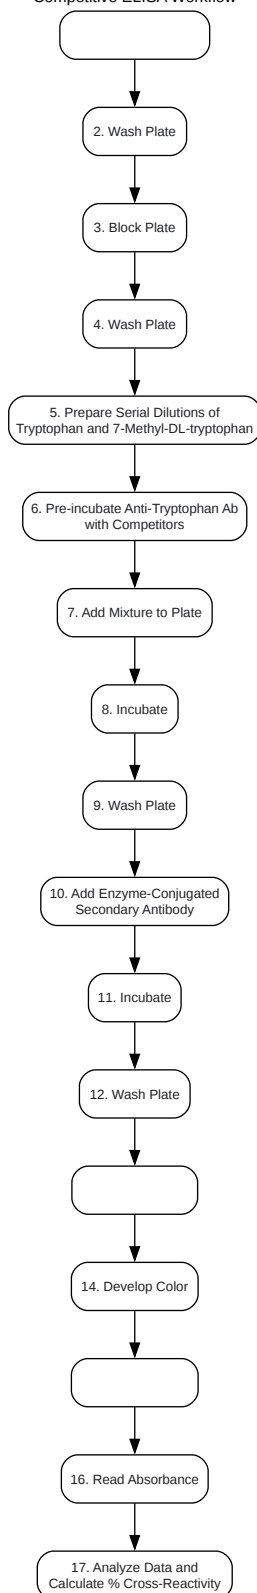 Competitive ELISA Workflow
2. Wash Plate
3. Block Plate
4. Wash Plate
5. Prepare Serial Dilutions of
Tryptophan and 7-Methyl-DL-tryptophan
6. Pre-incubate Anti-Tryptophan Ab
with Competitors
7. Add Mixture to Plate
8. Incubate
9. Wash Plate
10. Add Enzyme-Conjugated
Secondary Antibody
11. Incubate
12. Wash Plate
14. Develop Color
16. Read Absorbance
17. Analyze Data and
Calculate % Cross-Reactivity